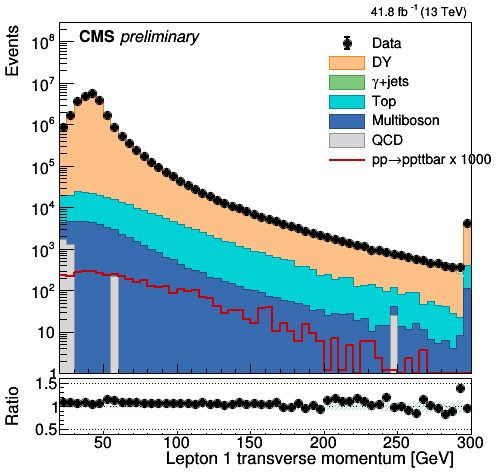 41.8 fb⁻¹ (13 TeV)
CMS preliminary
Events
10⁸
10⁷
10⁶
10⁵
10⁴
10³
10²
10
1
Data
DY
γ+jets
Top
Multiboson
QCD
pp→ppttbar x 1000
Ratio
1.5
1
0.5
50 100 150 200 250 300
Lepton 1 transverse momentum [GeV]